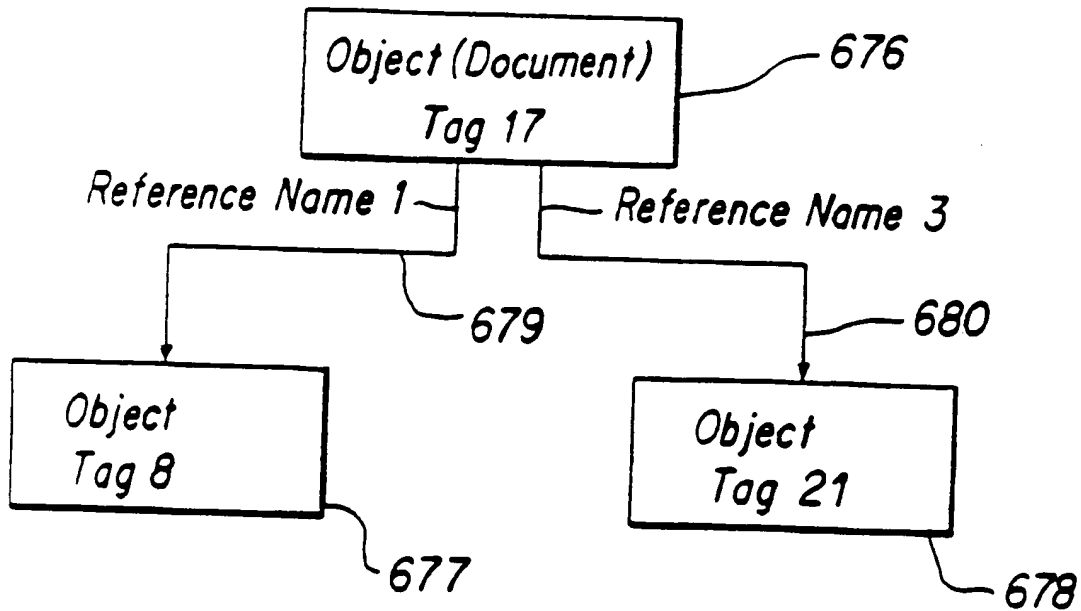 Object (Document)
Tag 17
676
Reference Name 1
Reference Name 3
679
680
Object
Tag 8
Object
Tag 21
677
678